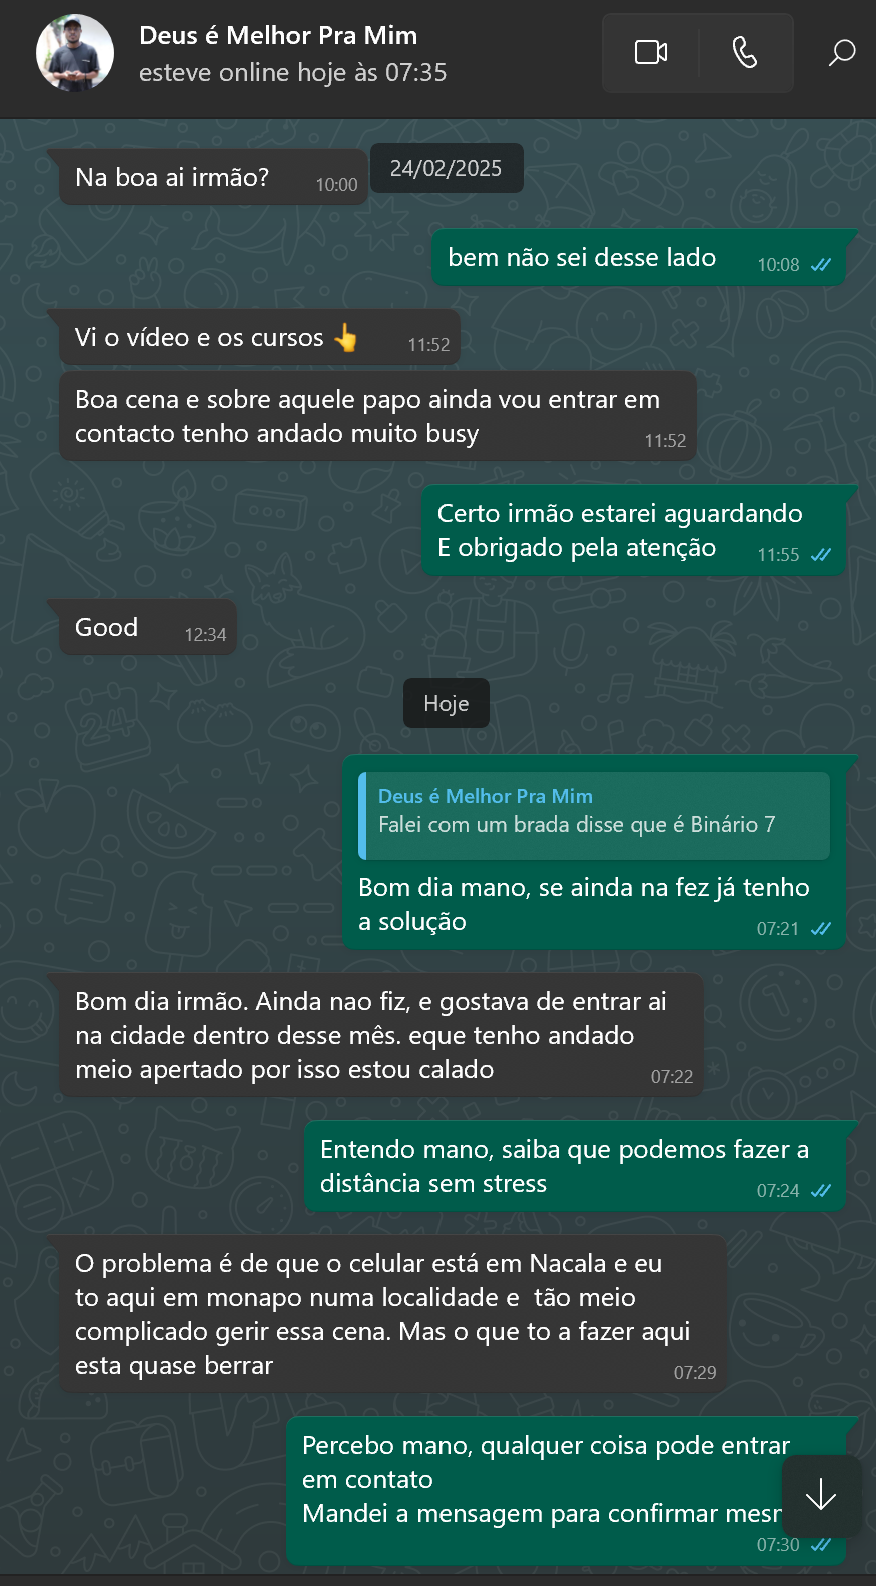 Deus é Melhor Pra Mim
esteve online hoje às 07:35
24/02/2025
Na boa ai irmão? 10:00
bem não sei desse lado 10:08
Vi o vídeo e os cursos 👆 11:52
Boa cena e sobre aquele papo ainda vou entrar em
contacto tenho andado muito busy 11:52
Certo irmão estarei aguardando
E obrigado pela atenção 11:55
Good 12:34
Hoje
Deus é Melhor Pra Mim
Falei com um brada disse que é Binário 7
Bom dia mano, se ainda na fez já tenho
a solução 07:21
Bom dia irmão. Ainda nao fiz, e gostava de entrar ai
na cidade dentro desse mês. eque tenho andado
meio apertado por isso estou calado 07:22
Entendo mano, saiba que podemos fazer a
distância sem stress 07:24
O problema é de que o celular está em Nacala e eu
to aqui em monapo numa localidade e tão meio
complicado gerir essa cena. Mas o que to a fazer aqui
esta quase berrar 07:29
Percebo mano, qualquer coisa pode entrar
em contato
Mandei a mensagem para confirmar
07:30